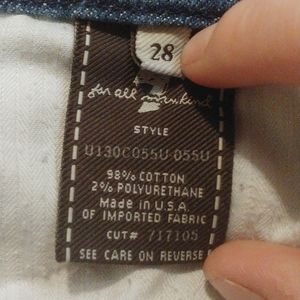 28
for all mankind
STYLE
U130C055U-055U
98% COTTON
2% POLYURETHANE
Made in U.S.A.
OF IMPORTED FABRIC
CUT# 717105
SEE CARE ON REVERSE